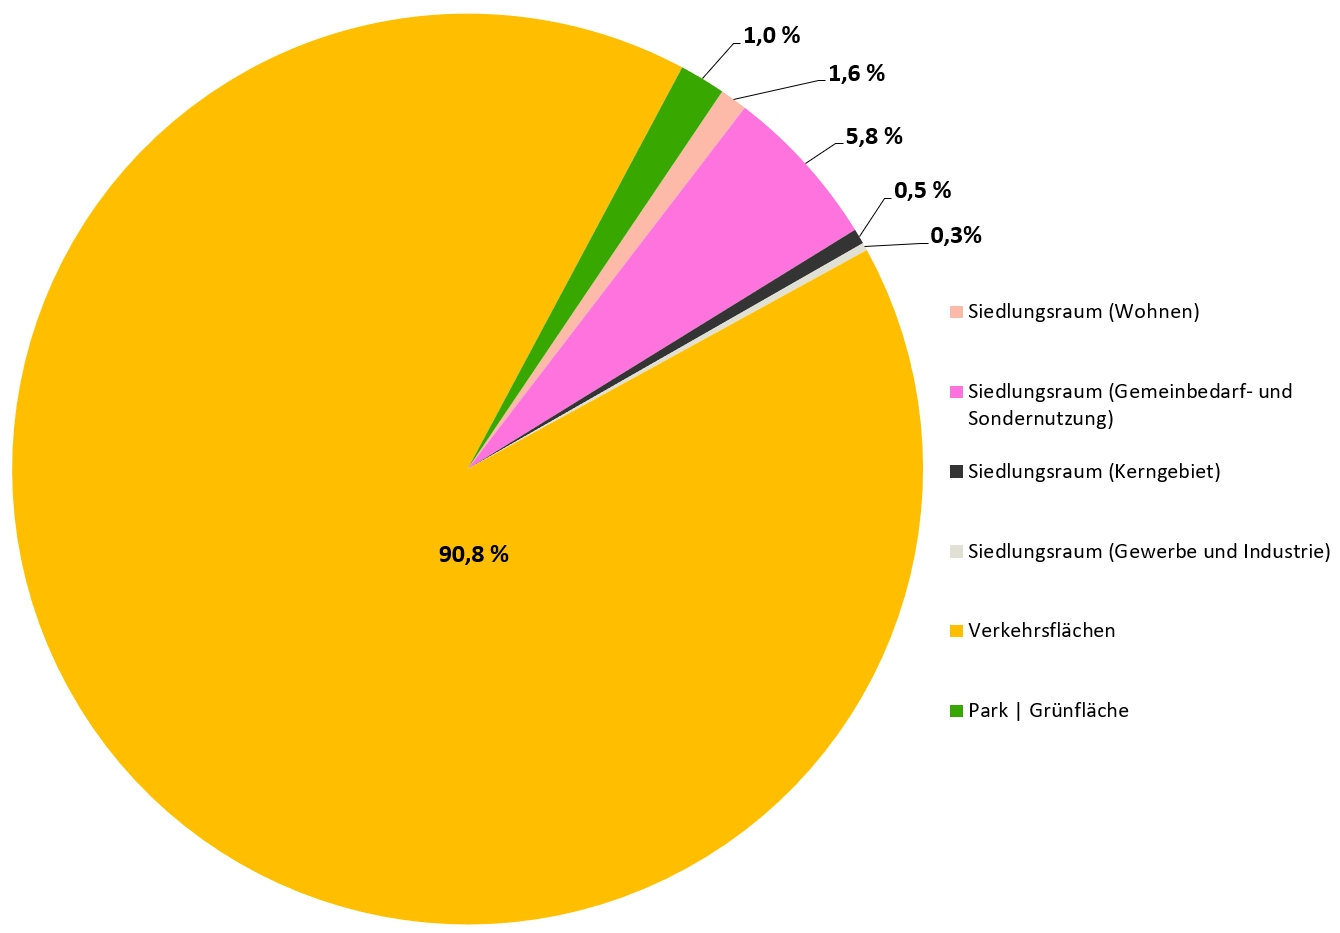 1,0 %
1,6 %
5,8 %
0,5 %
0,3%
90,8 %
Siedlungsraum (Wohnen)
Siedlungsraum (Gemeinbedarf- und
Sondernutzung)
Siedlungsraum (Kerngebiet)
Siedlungsraum (Gewerbe und Industrie)
Verkehrsflächen
Park | Grünfläche